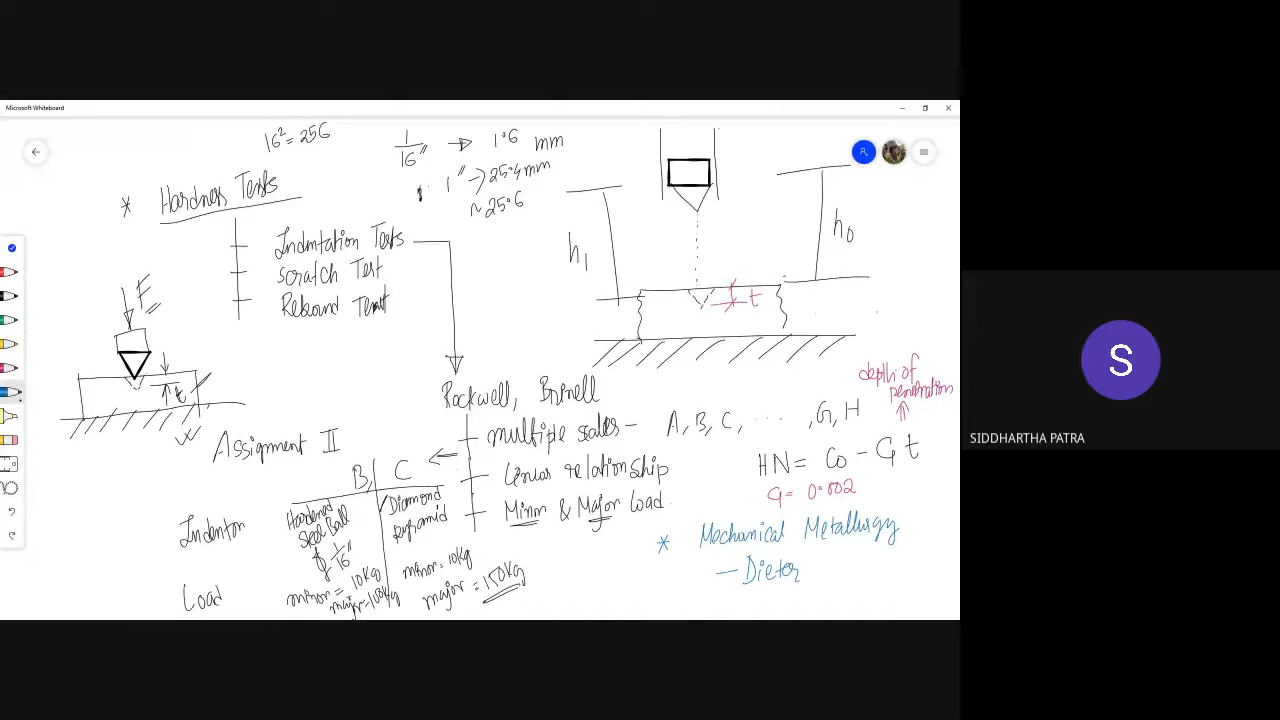 Microsoft Whiteboard
16² = 256
1/16" → 1.6 mm
1" → 25.4 mm
~ 25.6
* Hardness Tests
Indentation Tests
Scratch Test
Rebound Test
F
t
W
h₁
h₀
t
Rockwell, Brinell
multiple scales – A, B, C, ... , G, H
Linear relationship
Minor & Major Load
depth of
penetration
HN = C₀ - C₁ t
C₁ = 0.002
Assignment II
B, C
Indentor
Hardened
Steel Ball
of 1/16"
Diamond
pyramid
Load
minor = 10Kg
major = 100Kg
minor = 10Kg
major = 150Kg
* Mechanical Metallurgy
— Dieter
S
SIDDHARTHA PATRA